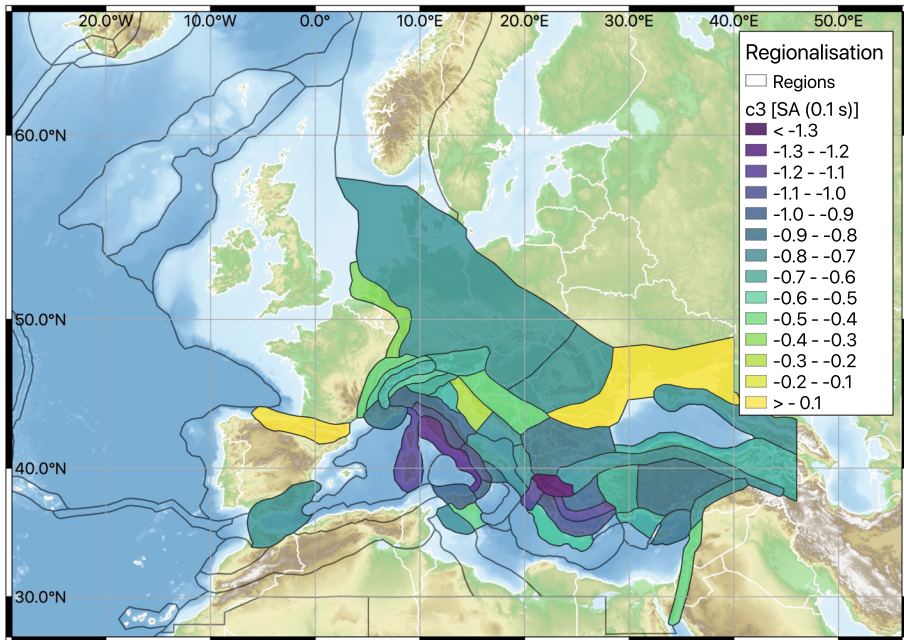 20.0°W
10.0°W
0.0°
10.0°E
20.0°E
30.0°E
40.0°E
50.0°E
60.0°N
50.0°N
40.0°N
30.0°N
Regionalisation
Regions
c3 [SA (0.1 s)]
< -1.3
-1.3 - -1.2
-1.2 - -1.1
-1.1 - -1.0
-1.0 - -0.9
-0.9 - -0.8
-0.8 - -0.7
-0.7 - -0.6
-0.6 - -0.5
-0.5 - -0.4
-0.4 - -0.3
-0.3 - -0.2
-0.2 - -0.1
> - 0.1